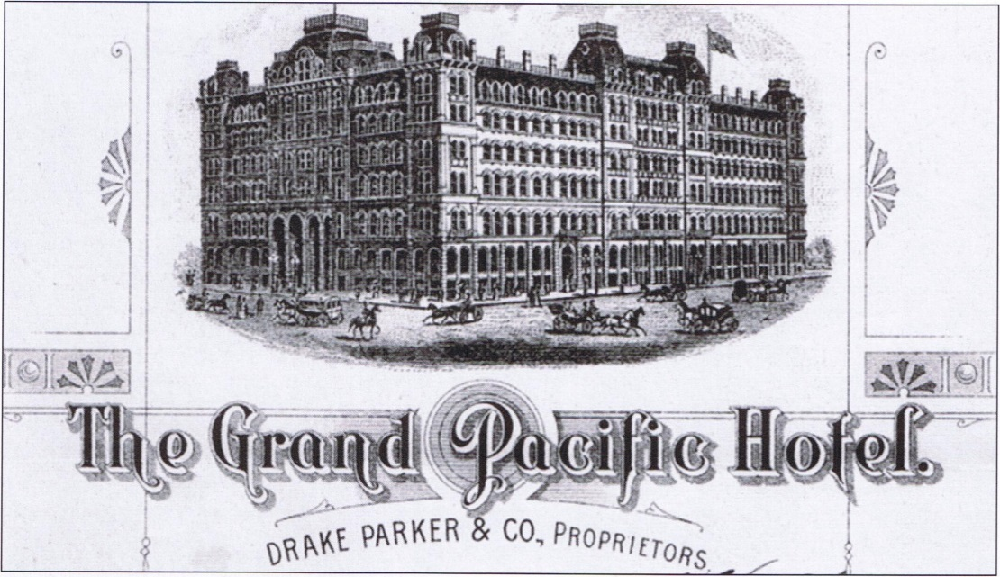 The Grand Pacific Hotel.
DRAKE PARKER & CO., PROPRIETORS.